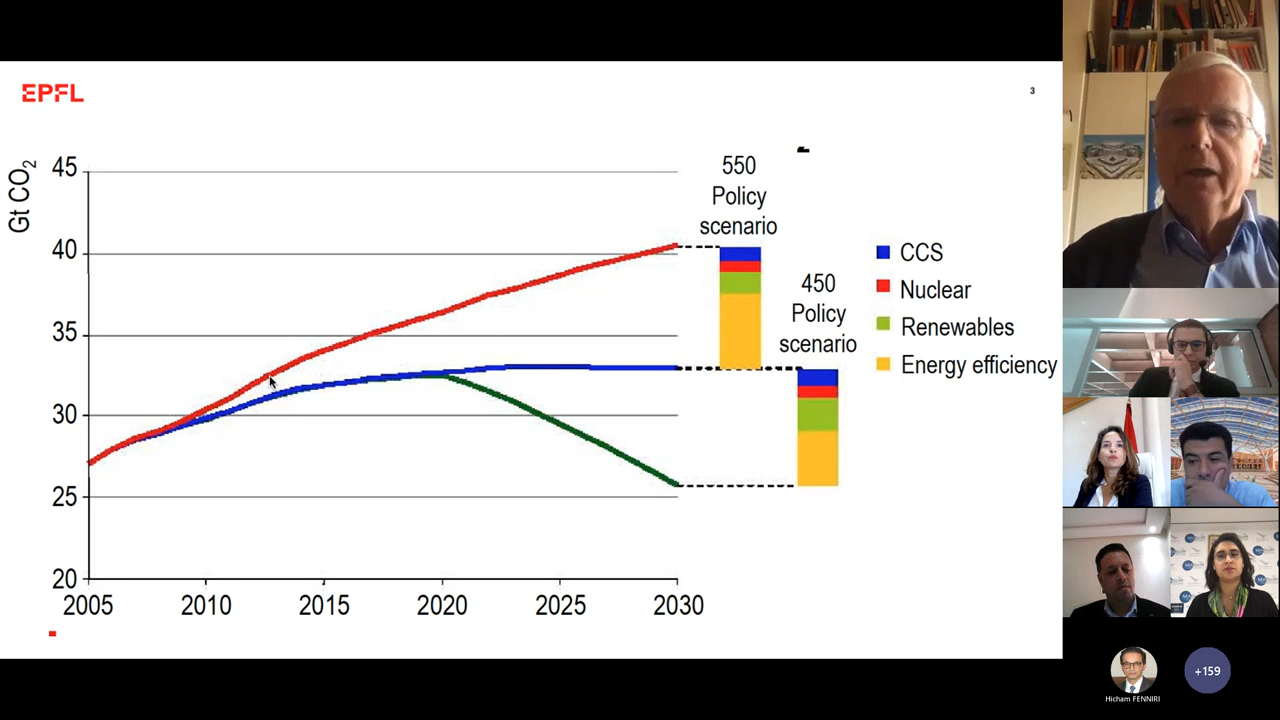 EPFL
3
Gt CO₂
45
40
35
30
25
20
2005 2010 2015 2020 2025 2030
550
Policy
scenario
450
Policy
scenario
CCS
Nuclear
Renewables
Energy efficiency
Hicham FENNIRI
+159